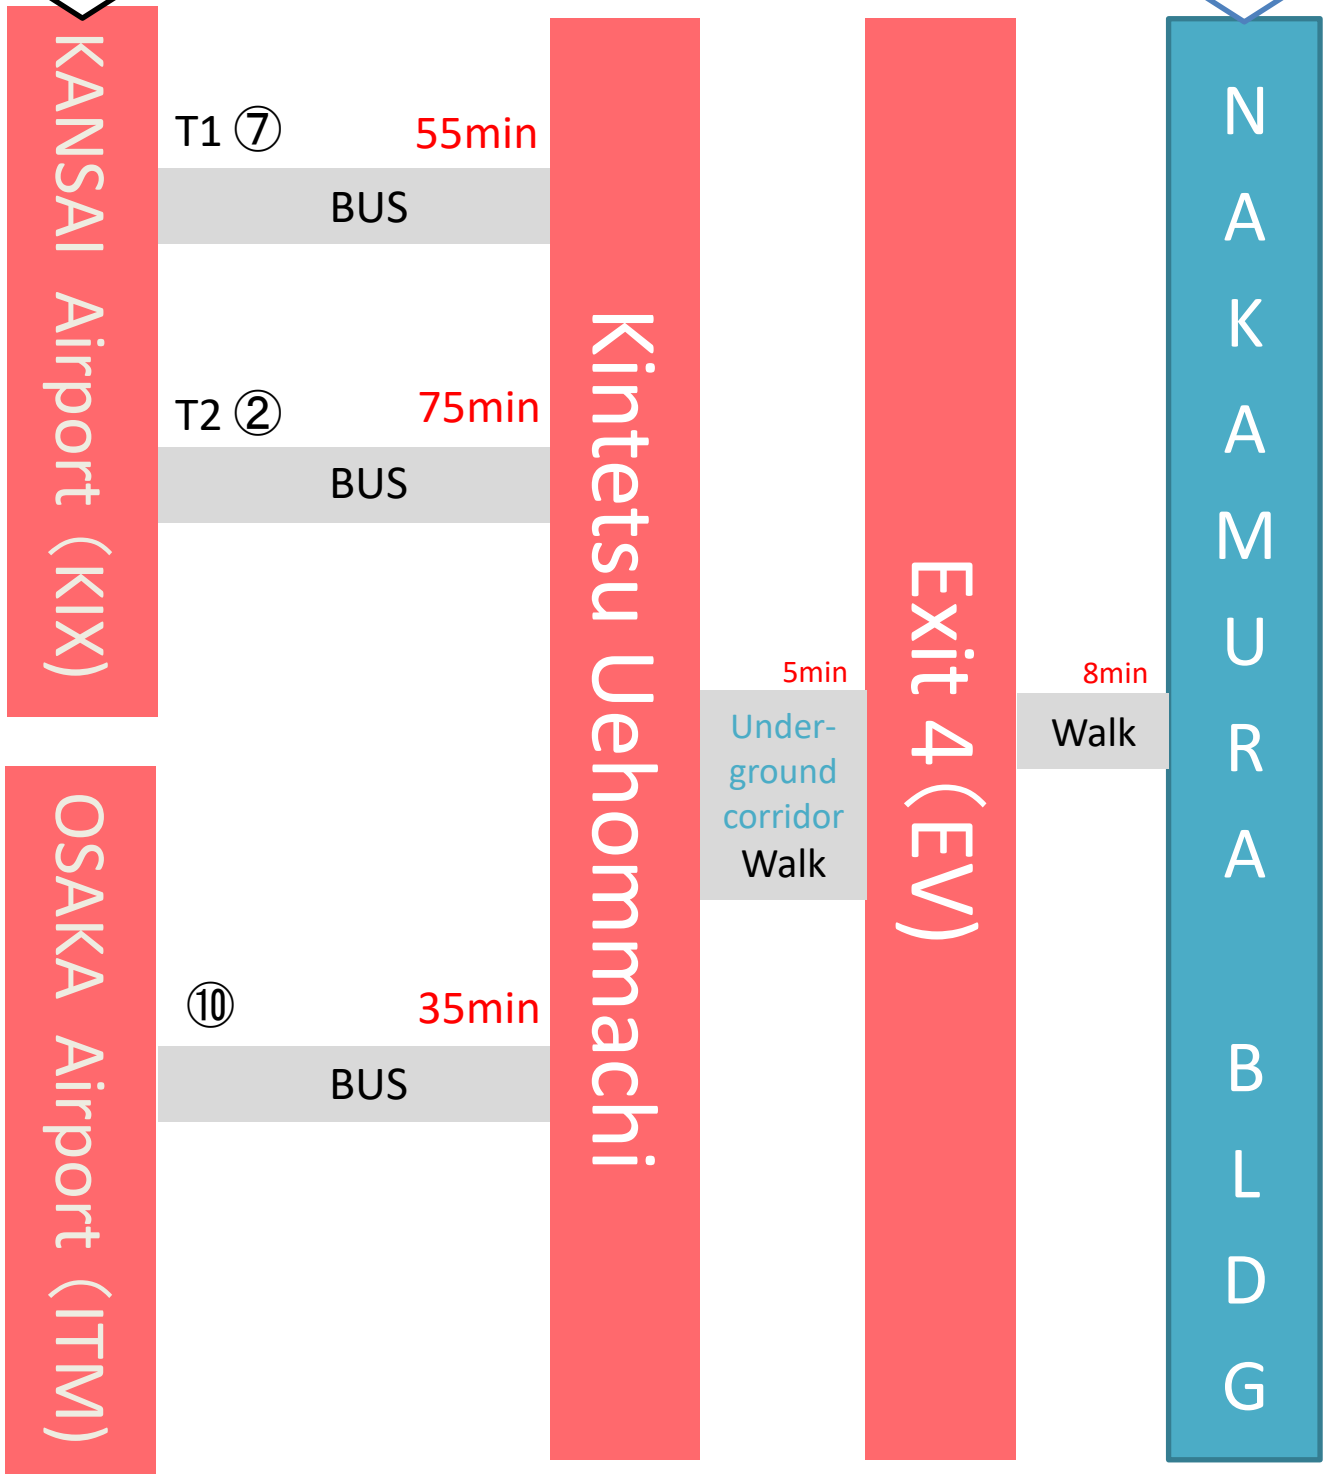 KANSAI Airport (KIX)
T1 ⑦
55min
BUS
T2 ②
75min
BUS
OSAKA Airport (ITM)
⑩
35min
BUS
Kintetsu Uehommachi
5min
Under-
ground
corridor
Walk
Exit 4 (EV)
8min
Walk
NAKAMURA BLDG